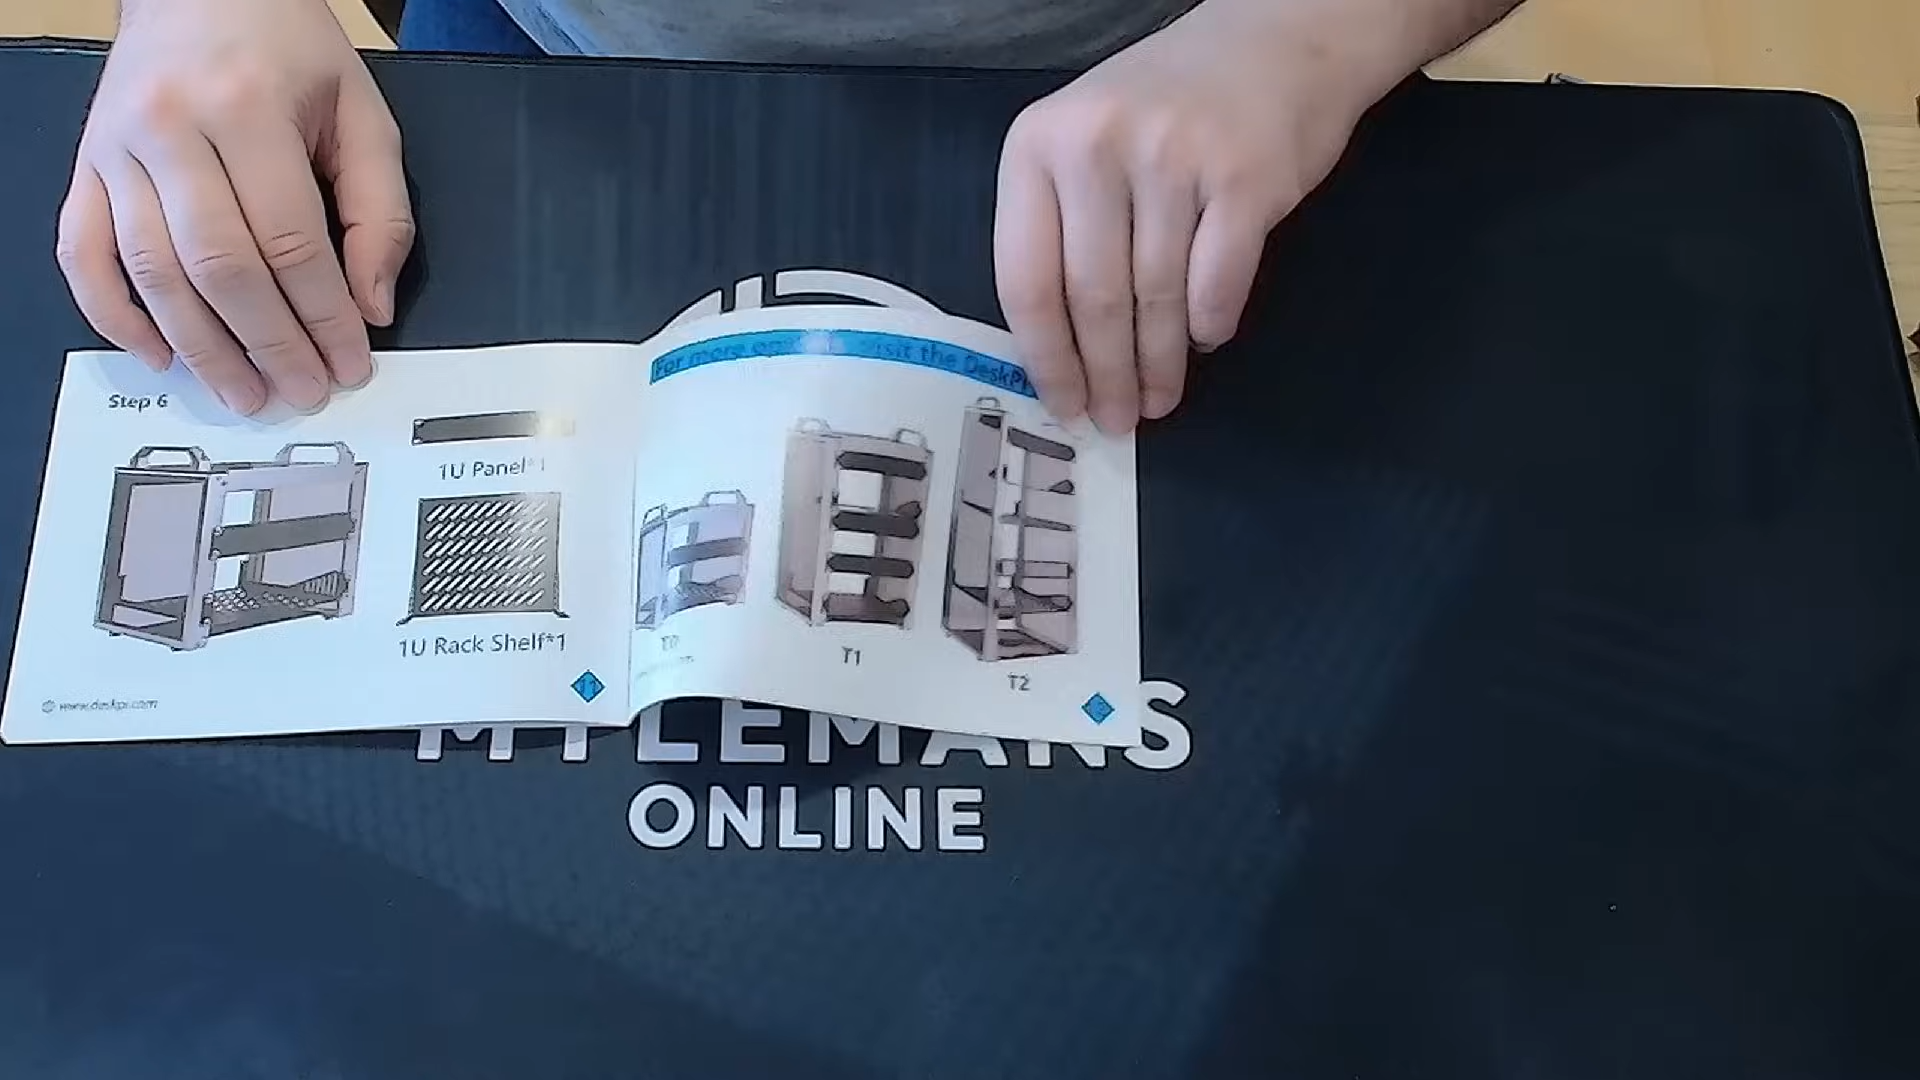 Step 6
1U Panel*1
1U Rack Shelf*1
www.deskpi.com
11
For more visit the DeskPi
T0
T1
T2
ONLINE